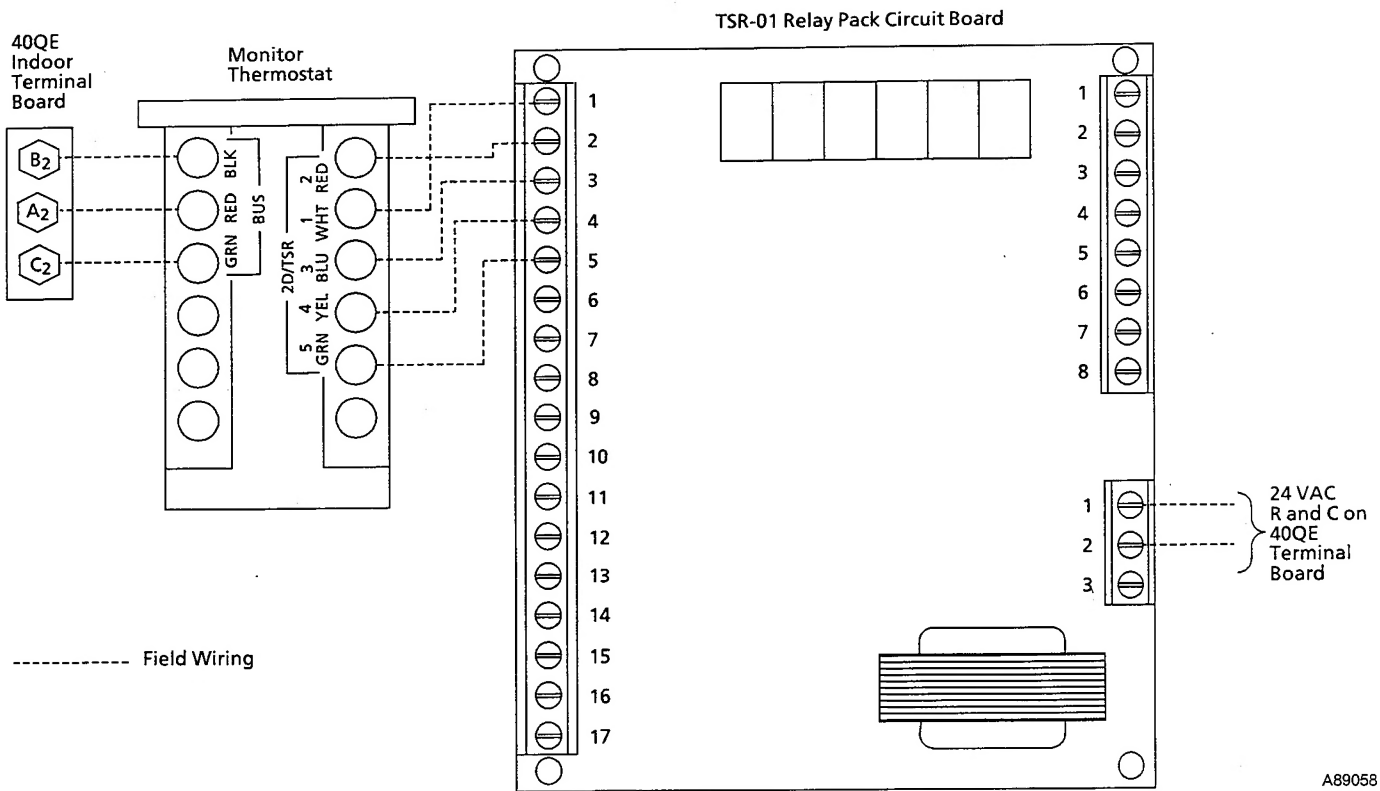 TSR-01 Relay Pack Circuit Board
40QE
Indoor
Terminal
Board
Monitor
Thermostat
B2
A2
C2
BLK
RED
GRN
BUS
2D/TSR
2
RED
1
WHT
3
BLU
4
YEL
5
GRN
1
2
3
4
5
6
7
8
9
10
11
12
13
14
15
16
17
1
2
3
4
5
6
7
8
1
2
3
24 VAC
R and C on
40QE
Terminal
Board
Field Wiring
A89058